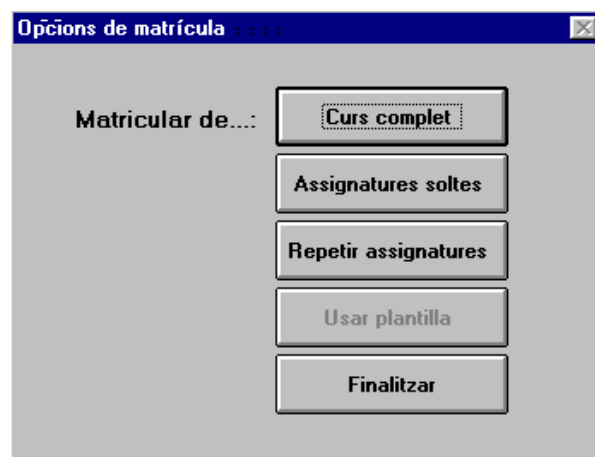 Opcions de matrícula
Matricular de...: Curs complet
Assignatures soltes
Repetir assignatures
Usar plantilla
Finalitzar